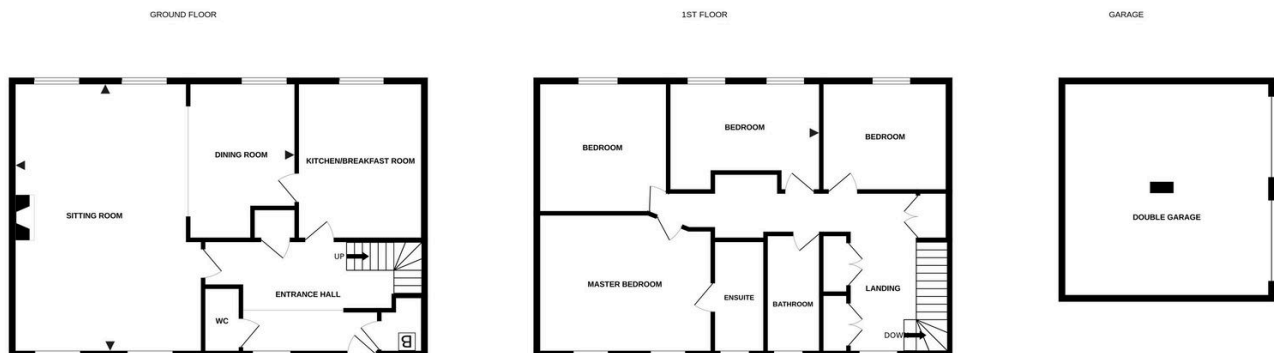 GROUND FLOOR
1ST FLOOR
GARAGE
DINING ROOM
KITCHEN/BREAKFAST ROOM
SITTING ROOM
UP
ENTRANCE HALL
WC
B
BEDROOM
BEDROOM
BEDROOM
MASTER BEDROOM
ENSUITE
BATHROOM
LANDING
DOWN
DOUBLE GARAGE